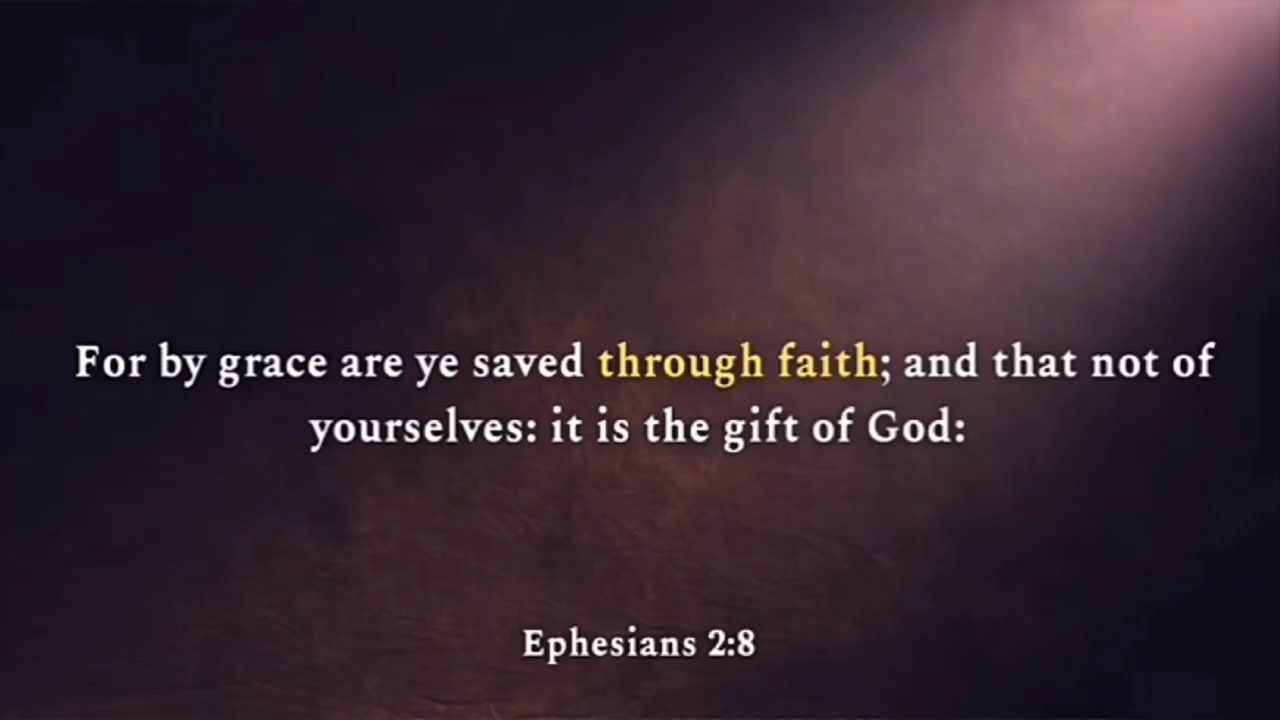 For by grace are ye saved through faith; and that not of
yourselves: it is the gift of God:
Ephesians 2:8